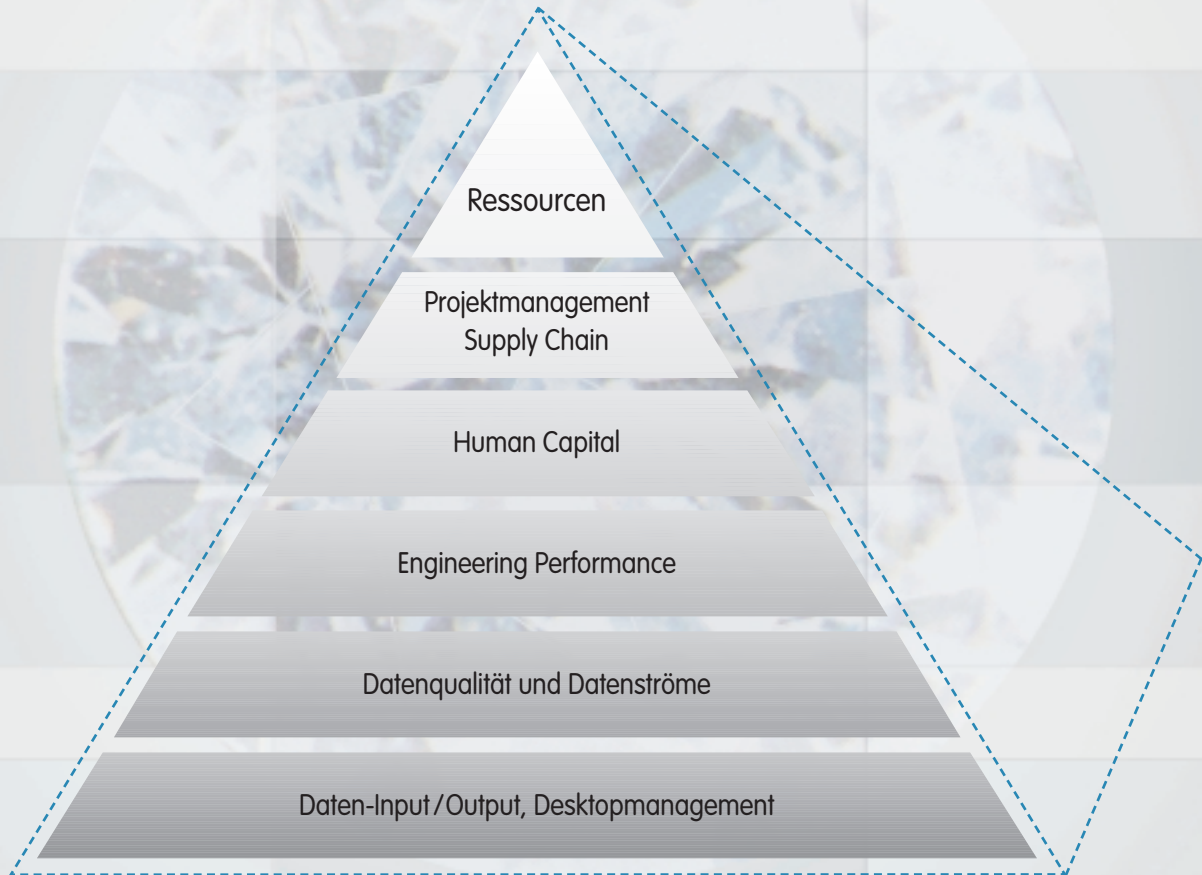 Ressourcen
Projektmanagement
Supply Chain
Human Capital
Engineering Performance
Datenqualität und Datenströme
Daten-Input/Output, Desktopmanagement